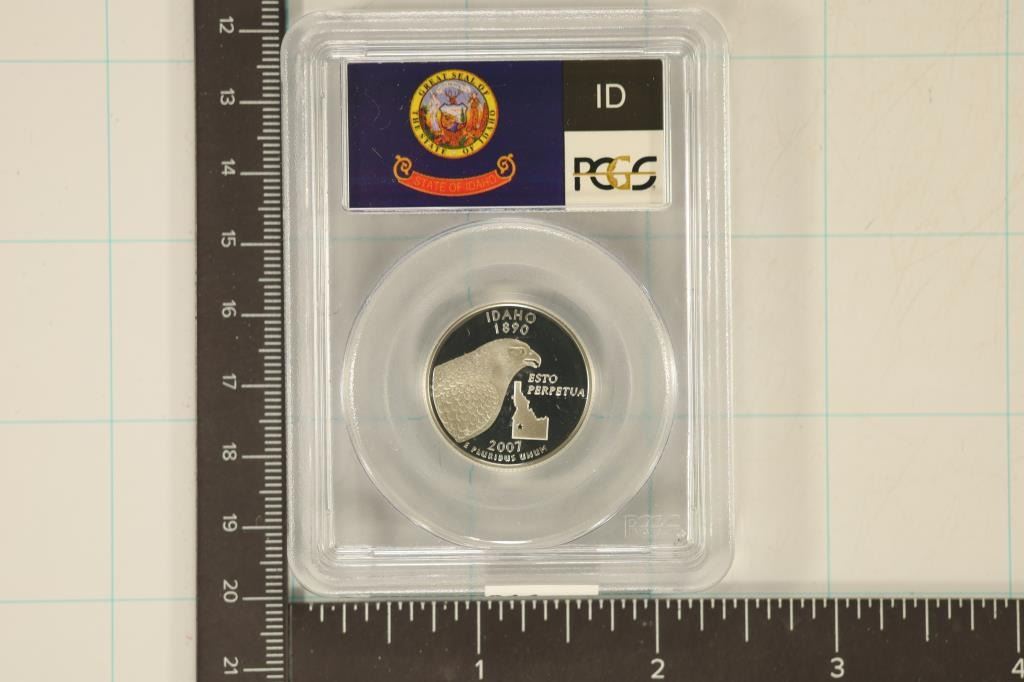 12
13
14
15
16
17
18
19
20
21
GREAT SEAL OF
THE STATE OF IDAHO
STATE OF IDAHO
ID
PCGS
IDAHO
1890
ESTO
PERPETUA
2007
E PLURIBUS UNUM
PCGS
1
2
3
4